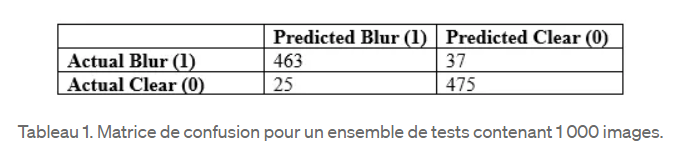 Predicted Blur (1) Predicted Clear (0)
Actual Blur (1) 463 37
Actual Clear (0) 25 475
Tableau 1. Matrice de confusion pour un ensemble de tests contenant 1 000 images.